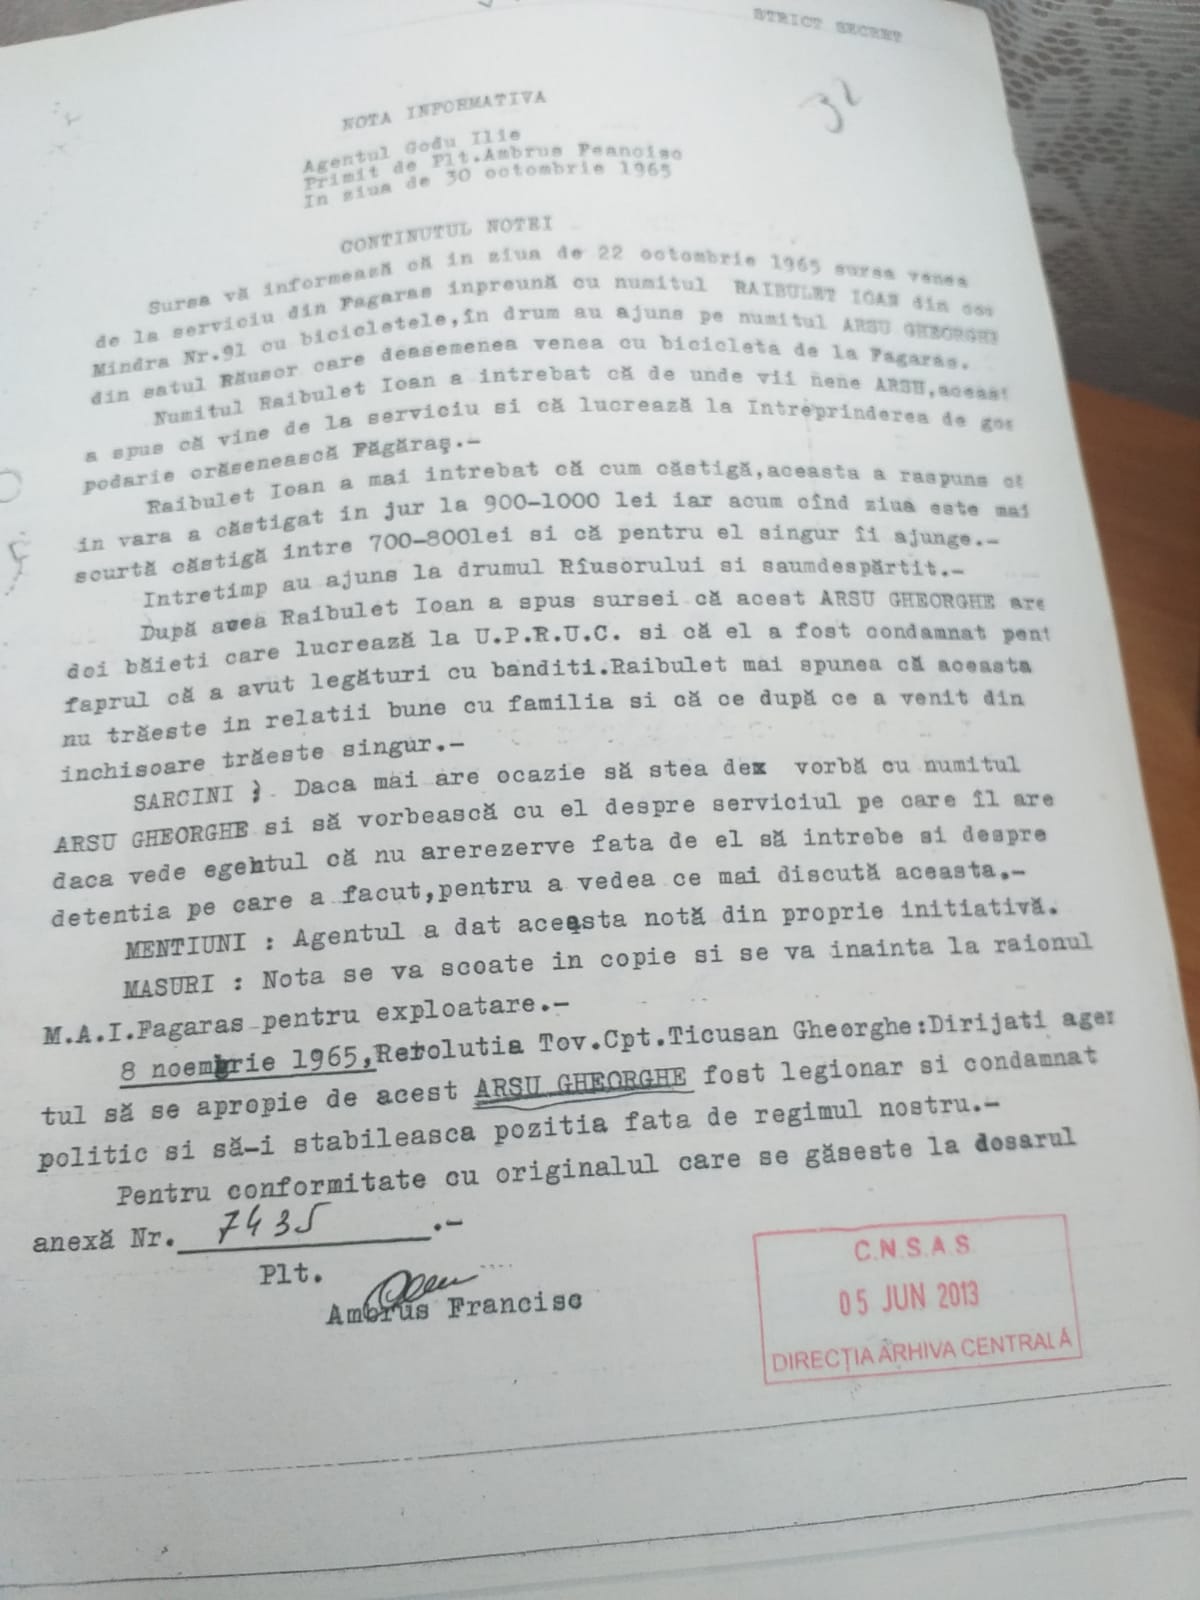 STRICT SECRET
32
NOTA INFORMATIVA
Agentul Godu Ilie
Primit de Plt.Ambrus Feancisc
In ziua de 30 octombrie 1965
CONTINUTUL NOTEI
Sursa vă informează că in ziua de 22 octombrie 1965 sursa venea
de la serviciu din Fagaras inpreună cu numitul RAIBULET IOAN din com
Mindra Nr.91 cu bicicletele,în drum au ajuns pe numitul ARSU GHEORGHE
din satul Răusor care deasemenea venea cu bicicleta de la Fagaras.
Numitul Raibulet Ioan a intrebat că de unde vii nene ARSU,aceast
a spus că vine de la serviciu si că lucrează la Intreprinderea de gos
podarie orăsenească Făgăraş.-
Raibulet Ioan a mai intrebat că cum căstigă,aceasta a raspuns că
in vara a căstigat in jur la 900-1000 lei iar acum cînd ziua este mai
scurtă căstigă intre 700-800lei si că pentru el singur îi ajunge.-
Intretimp au ajuns la drumul Rîusorului si saumdespărtit.-
După avea Raibulet Ioan a spus sursei că acest ARSU GHEORGHE are
doi băieti care lucrează la U.P.R.U.C. si că el a fost condamnat pent
faprul că a avut legături cu banditi.Raibulet mai spunea că aceasta
nu trăeste in relatii bune cu familia si că ce după ce a venit din
inchisoare trăeste singur.-
SARCINI : Daca mai are ocazie să stea dex vorbă cu numitul
ARSU GHEORGHE si să vorbească cu el despre serviciul pe care îl are
daca vede egentul că nu arerezerve fata de el să intrebe si despre
detentia pe care a facut,pentru a vedea ce mai discută aceasta.-
MENTIUNI : Agentul a dat aceasta notă din proprie initiativă.
MASURI : Nota se va scoate in copie si se va inainta la raionul
M.A.I.Fagaras pentru exploatare.-
8 noembrie 1965,Retolutia Tov.Cpt.Ticusan Gheorghe:Dirijati agen
tul să se apropie de acest ARSU GHEORGHE fost legionar si condamnat
politic si să-i stabileasca pozitia fata de regimul nostru.-
Pentru conformitate cu originalul care se găseste la dosarul
anexă Nr. 7435 .-
Plt.
Ambrus Francisc
C.N.S.A.S.
05 JUN 2013
DIRECŢIA ARHIVA CENTRALĂ